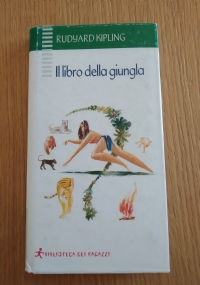 RUDYARD KIPLING
Il libro della giungla
BIBLIOTECA DEI RAGAZZI